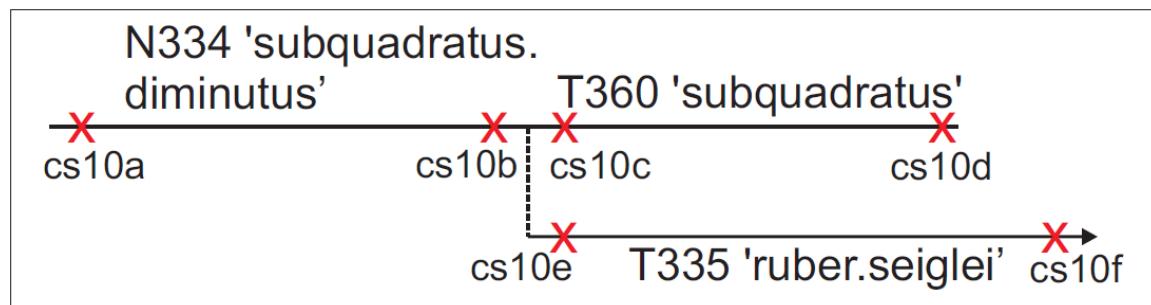 N334 'subquadratus.
diminutus’
T360 'subquadratus'
X X X X
cs10a cs10b cs10c cs10d
X X
cs10e T335 'ruber.seiglei’ cs10f